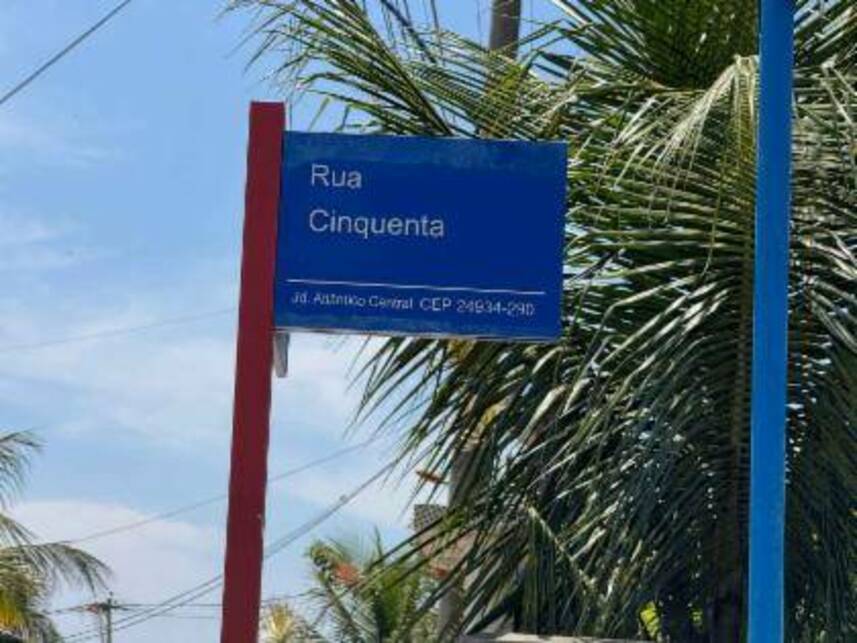 Rua
Cinquenta
Jd. Atlântico Central CEP 24934-290